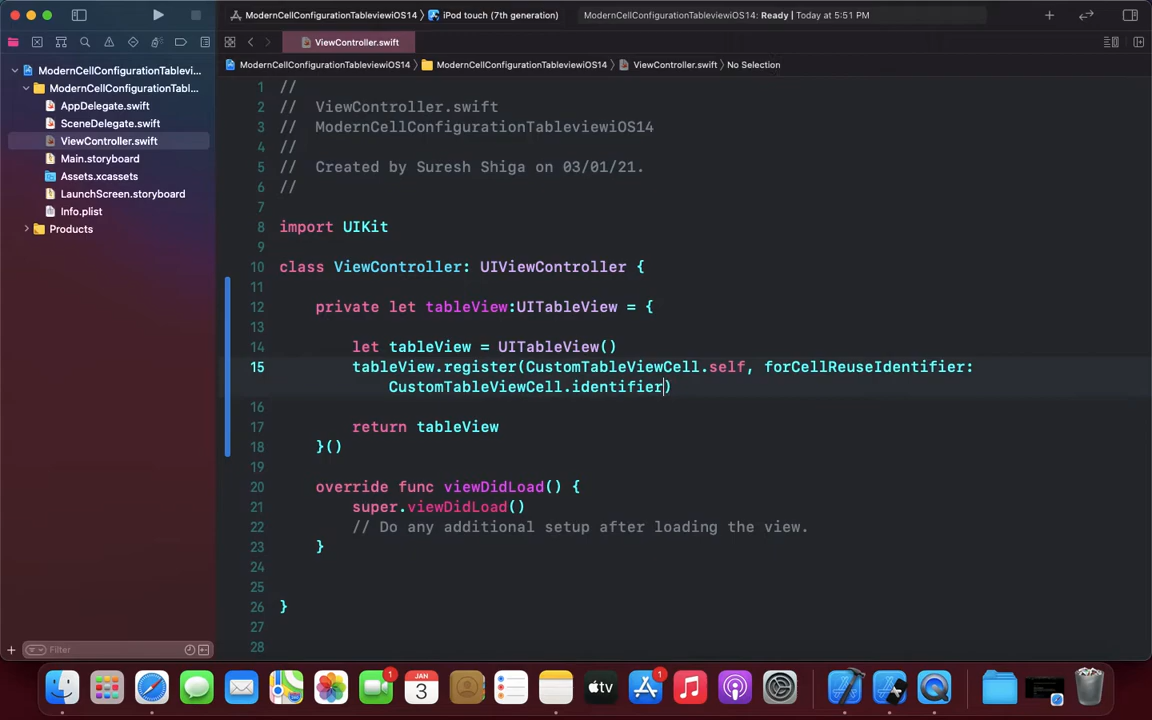 ModernCellConfigurationTableviewiOS14 〉 iPod touch (7th generation)
ModernCellConfigurationTableviewiOS14: Ready | Today at 5:51 PM
ViewController.swift
ModernCellConfigurationTableviewiOS14 〉 ModernCellConfigurationTableviewiOS14 〉 ViewController.swift 〉 No Selection
ModernCellConfigurationTablevi...
ModernCellConfigurationTabl...
AppDelegate.swift
SceneDelegate.swift
ViewController.swift
Main.storyboard
Assets.xcassets
LaunchScreen.storyboard
Info.plist
Products
Filter
1 //
2 // ViewController.swift
3 // ModernCellConfigurationTableviewiOS14
4 //
5 // Created by Suresh Shiga on 03/01/21.
6 //
7
8 import UIKit
9
10 class ViewController: UIViewController {
11
12 private let tableView:UITableView = {
13
14 let tableView = UITableView()
15 tableView.register(CustomTableViewCell.self, forCellReuseIdentifier:
CustomTableViewCell.identifier)
16
17 return tableView
18 }()
19
20 override func viewDidLoad() {
21 super.viewDidLoad()
22 // Do any additional setup after loading the view.
23 }
24
25
26 }
27
28
1
JAN
3
tv
1